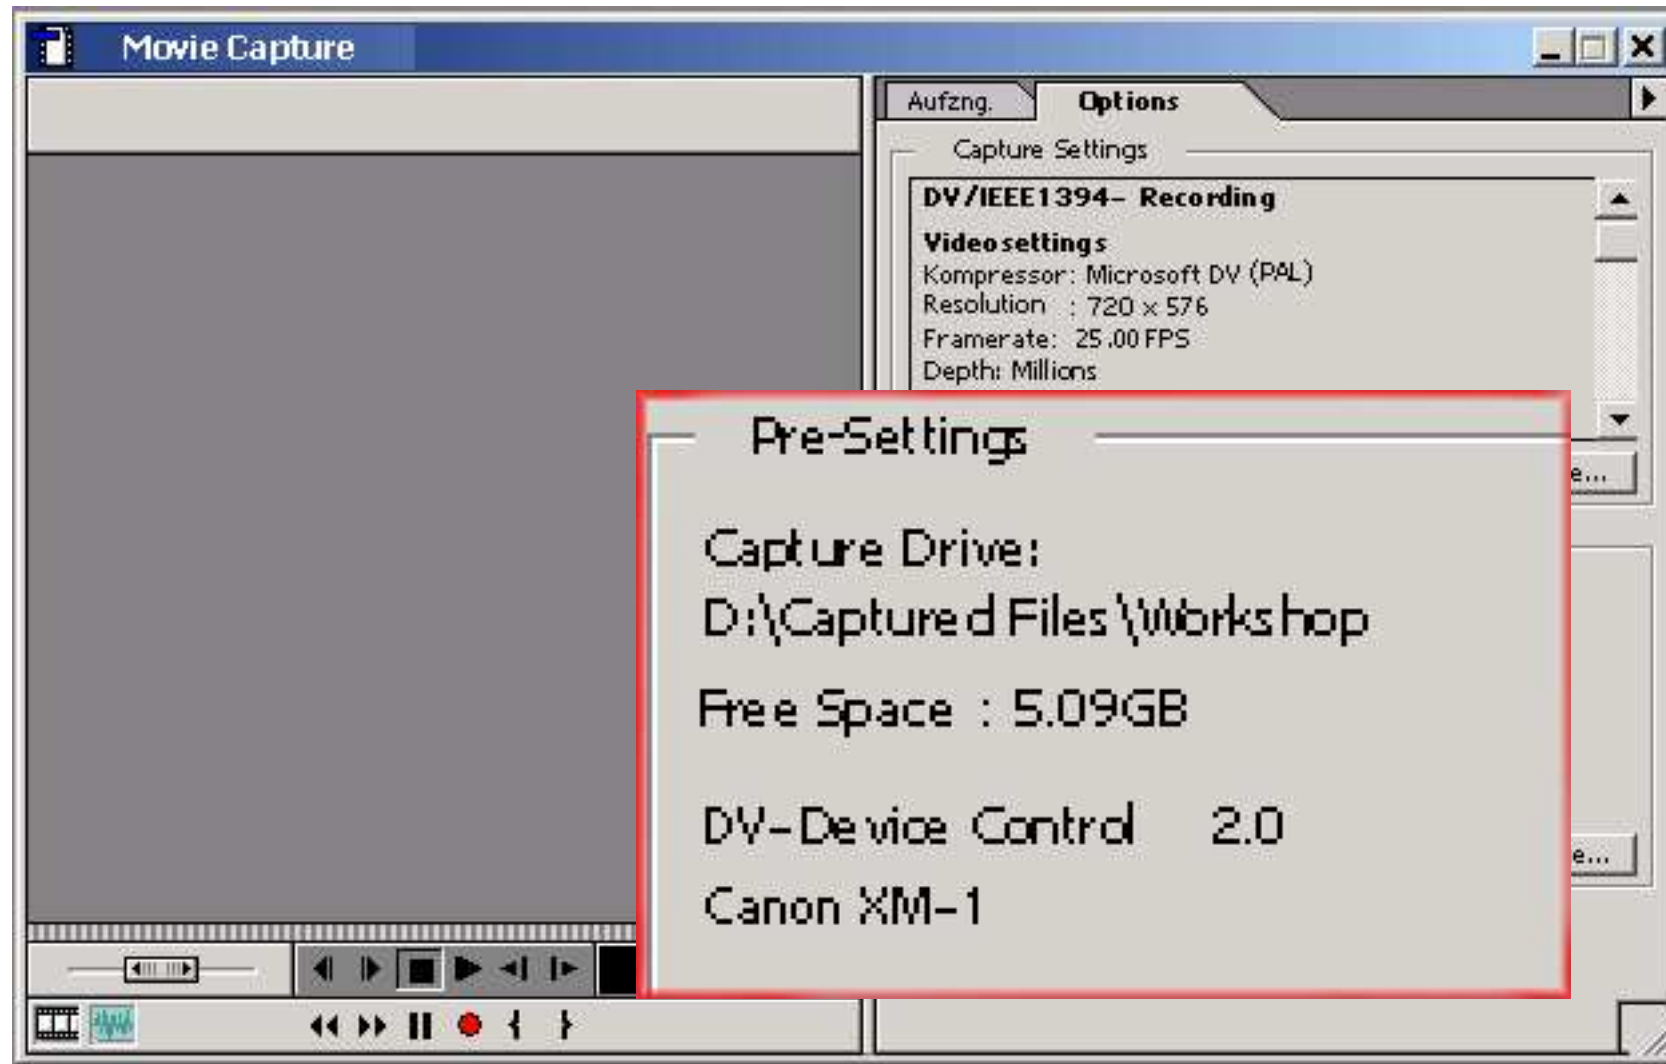 Movie Capture
Aufzng. Options
Capture Settings
DV/IEEE1394- Recording
Videosettings
Kompressor: Microsoft DV (PAL)
Resolution : 720 x 576
Framerate: 25.00 FPS
Depth: Millions
e...
Pre-Settings
Capture Drive:
D:\Captured Files\Workshop
Free Space : 5.09GB
DV-Device Control 2.0
e...
Canon XM-1